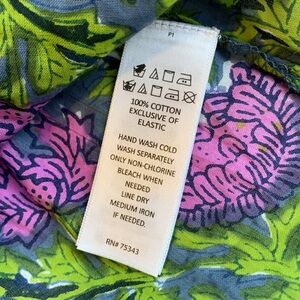 PI
100% COTTON
EXCLUSIVE OF
ELASTIC
HAND WASH COLD
WASH SEPARATELY
ONLY NON-CHLORINE
BLEACH WHEN
NEEDED
LINE DRY
MEDIUM IRON
IF NEEDED.
RN# 75343